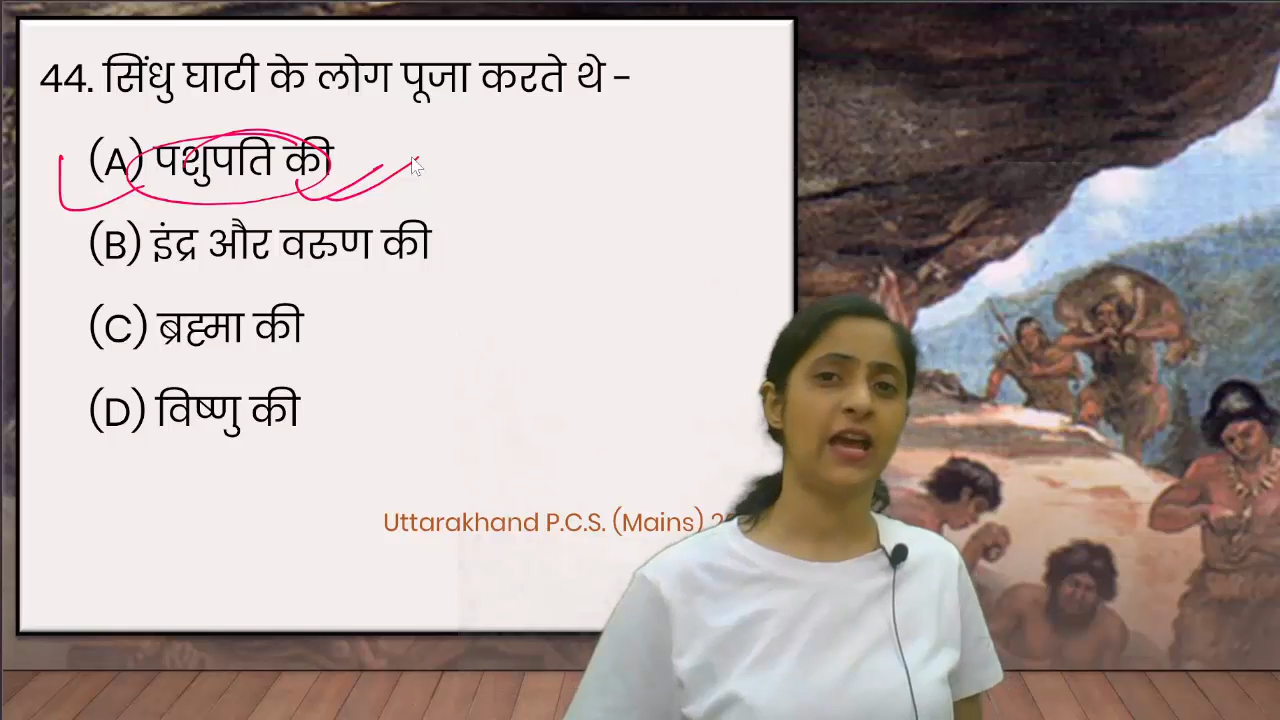 44. सिंधु घाटी के लोग पूजा करते थे –
(A) पशुपति की
(B) इंद्र और वरुण की
(C) ब्रह्मा की
(D) विष्णु की
Uttarakhand P.C.S. (Mains)